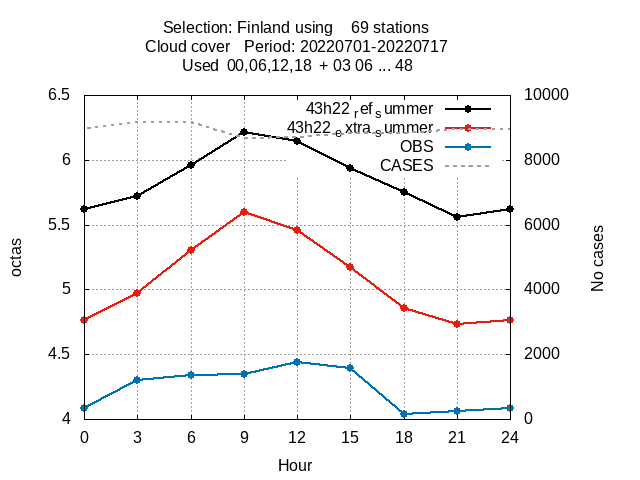 Selection: Finland using 69 stations
Cloud cover Period: 20220701-20220717
Used 00,06,12,18 + 03 06 ... 48
6.5 10000
43h22refsummer
43h22extrasummer
OBS
6 8000
CASES
5.5 6000
octas
No cases
5 4000
4.5 2000
4 0
0 3 6 9 12 15 18 21 24
Hour